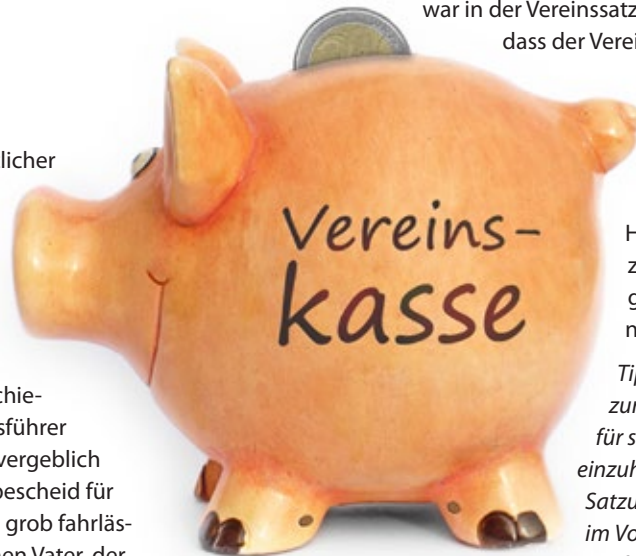 war in der Vereinssatz
dass der Verei
licher
Vereins-
kasse
H
z
g
n
chie-
sführer
vergeblich
bescheid für
grob fahrläs-
en Vater, der
Tip
zur
für s
einzuh
Satzu
im Vo